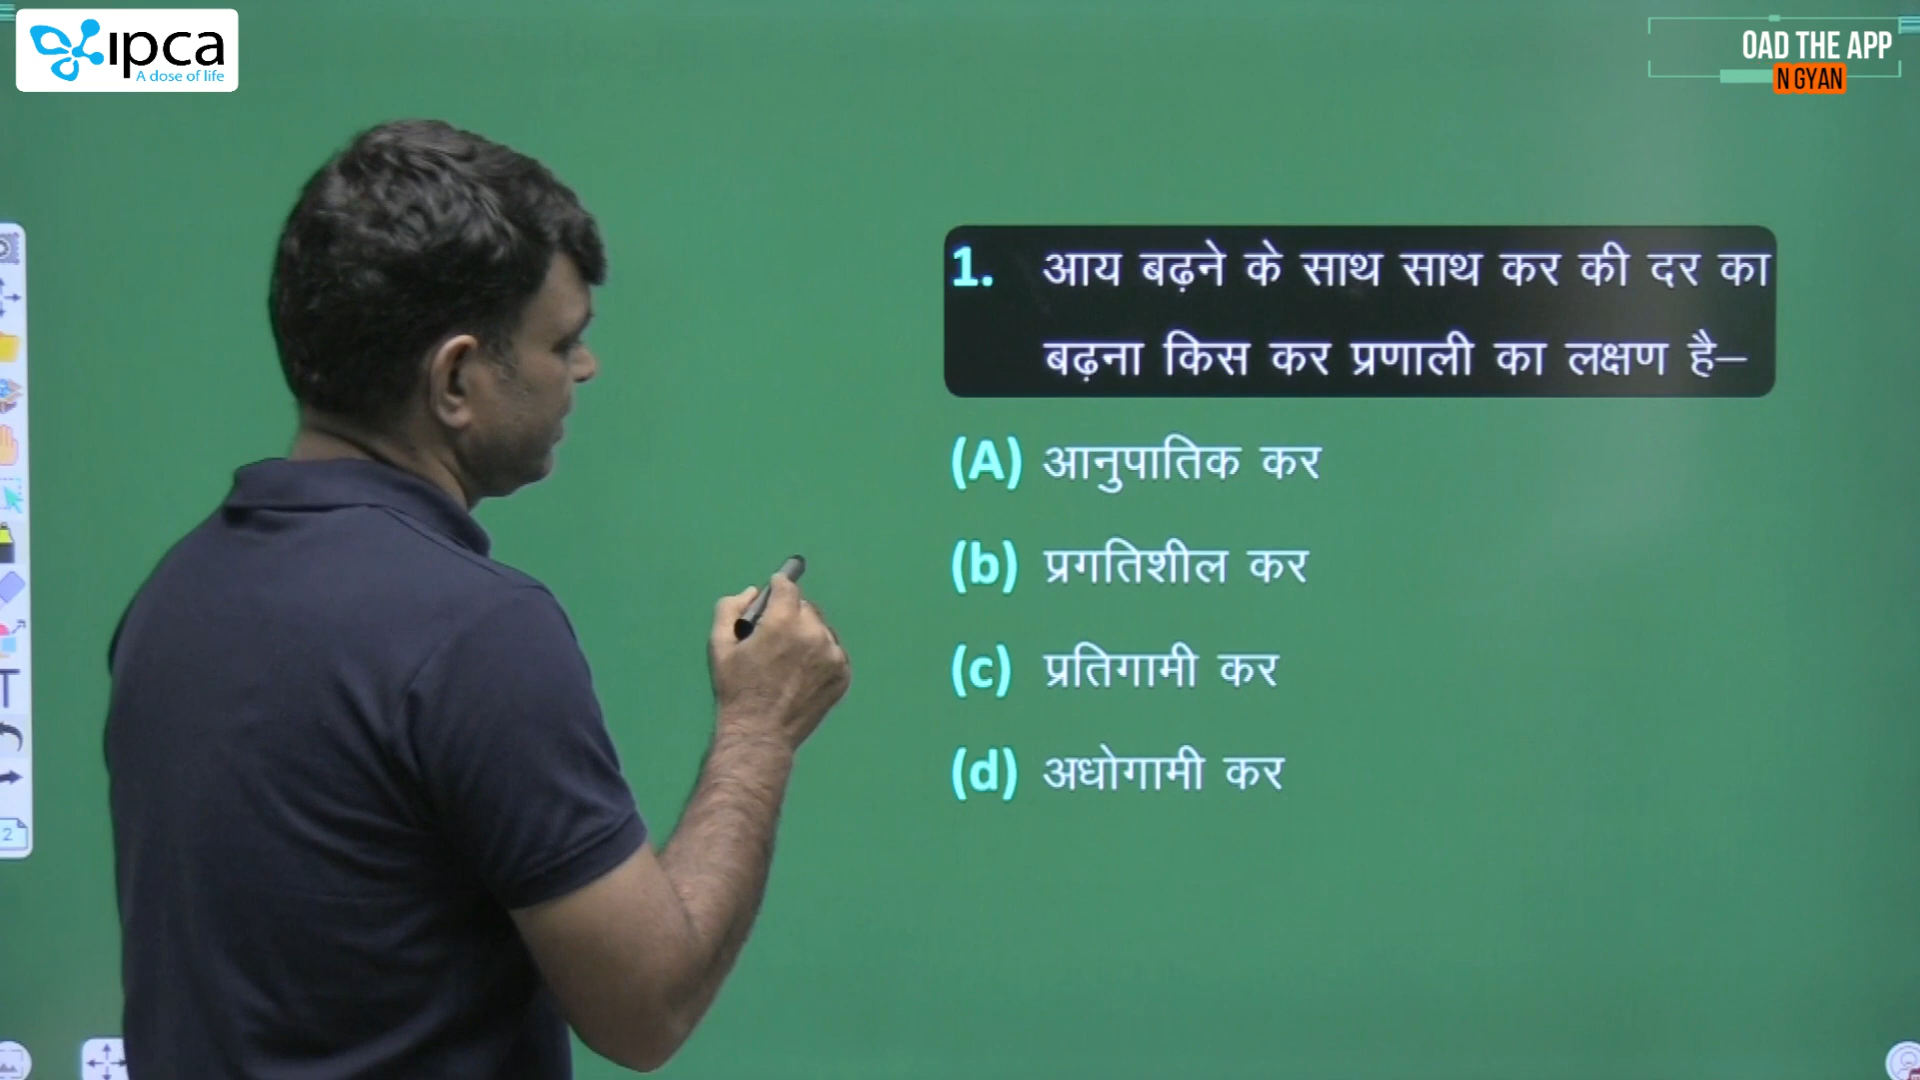 ipca
A dose of life
OAD THE APP
N GYAN
1. आय बढ़ने के साथ साथ कर की दर का
बढ़ना किस कर प्रणाली का लक्षण है–
(A) आनुपातिक कर
(b) प्रगतिशील कर
(c) प्रतिगामी कर
(d) अधोगामी कर
T
2